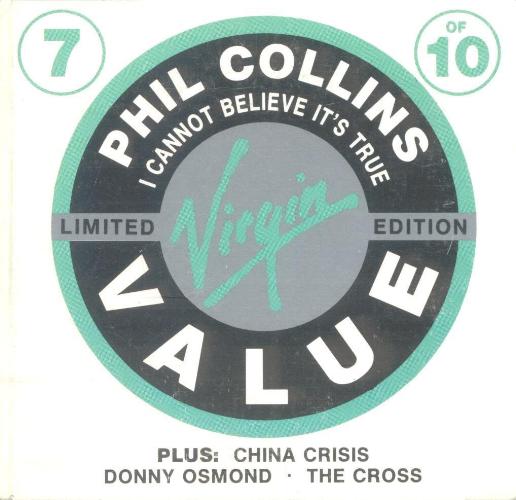 7
OF
10
PHIL COLLINS
I CANNOT BELIEVE IT'S TRUE
LIMITED
Virgin
EDITION
VALUE
PLUS: CHINA CRISIS
DONNY OSMOND · THE CROSS